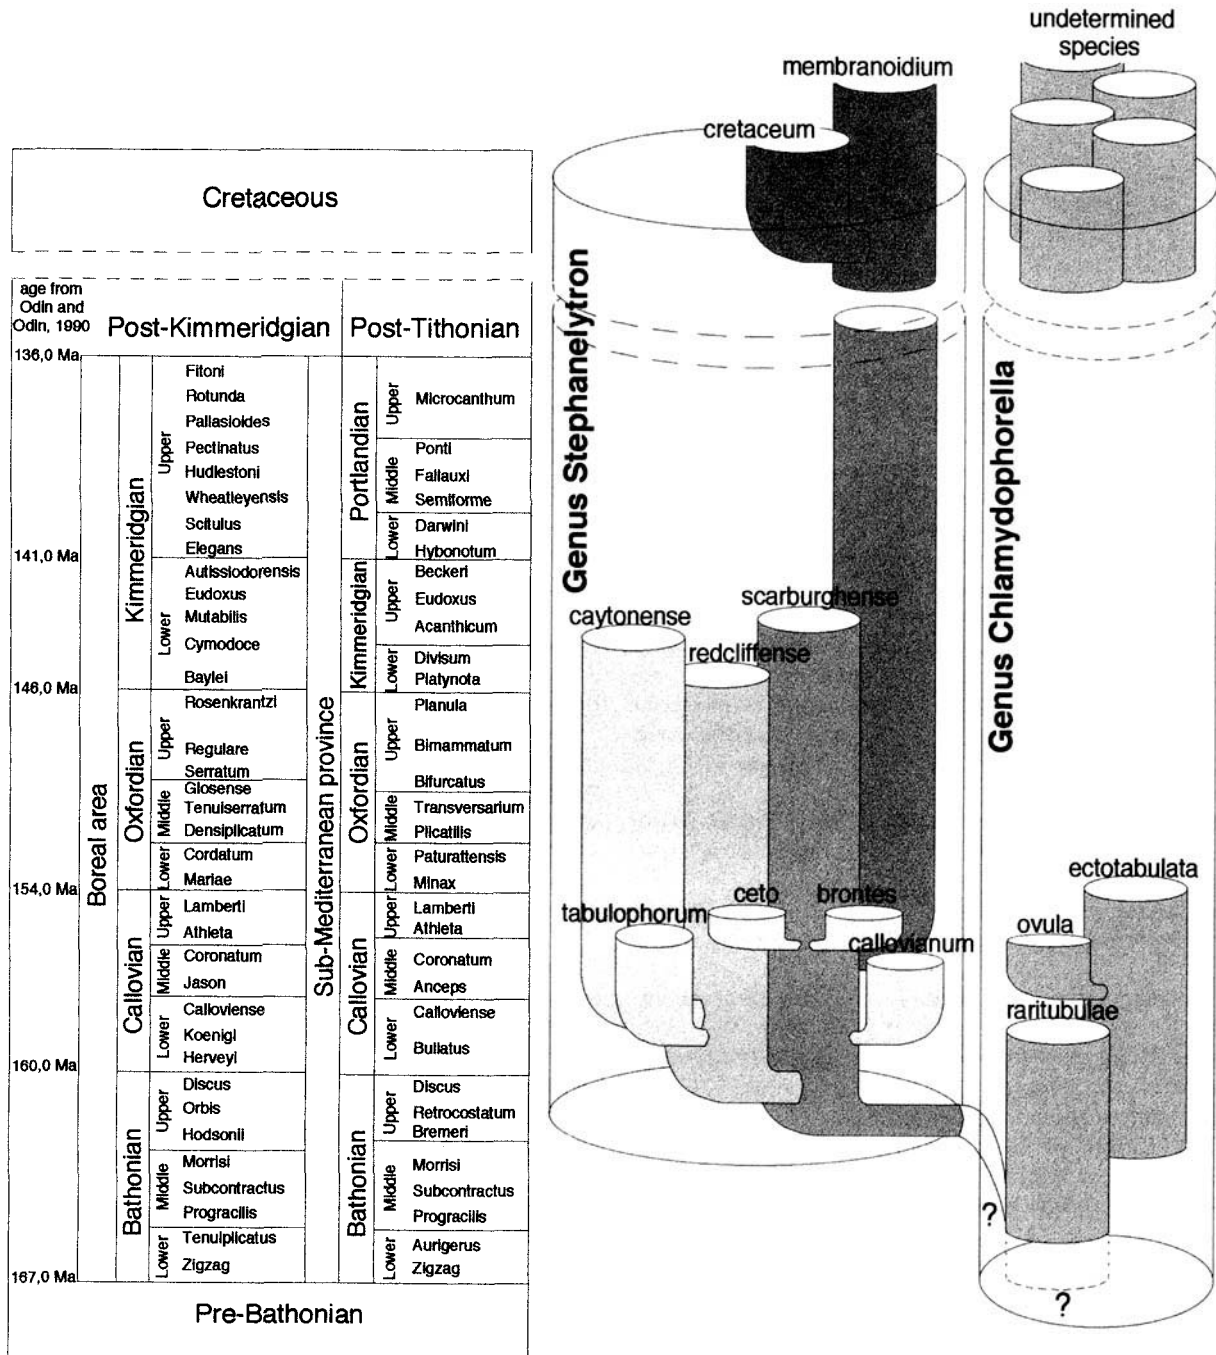 Cretaceous
age from
Odin and
Odin, 1990
Post-Kimmeridgian
Post-Tithonian
136,0 Ma
141,0 Ma
146,0 Ma
154,0 Ma
160,0 Ma
167,0 Ma
Boreal area
Kimmeridgian
Upper
Fitoni
Rotunda
Pallasioides
Pectinatus
Hudlestoni
Wheatleyensis
Scitulus
Elegans
Lower
Autissiodorensis
Eudoxus
Mutabilis
Cymodoce
Baylei
Oxfordian
Upper
Rosenkrantzi
Regulare
Serratum
Middle
Glosense
Tenuiserratum
Densiplicatum
Lower
Cordatum
Mariae
Callovian
Upper
Lamberti
Athleta
Middle
Coronatum
Jason
Lower
Calloviense
Koenigi
Herveyi
Bathonian
Upper
Discus
Orbis
Hodsonii
Middle
Morrisi
Subcontractus
Progracilis
Lower
Tenuiplicatus
Zigzag
Sub-Mediterranean province
Portlandian
Upper
Microcanthum
Middle
Ponti
Fallauxi
Semiforme
Lower
Darwini
Hybonotum
Kimmeridgian
Upper
Beckeri
Eudoxus
Acanthicum
Lower
Divisum
Platynota
Oxfordian
Upper
Planula
Bimammatum
Bifurcatus
Middle
Transversarium
Plicatilis
Lower
Paturattensis
Minax
Callovian
Upper
Lamberti
Athleta
Middle
Coronatum
Anceps
Lower
Calloviense
Bullatus
Bathonian
Upper
Discus
Retrocostatum
Bremeri
Middle
Morrisi
Subcontractus
Progracilis
Lower
Aurigerus
Zigzag
Pre-Bathonian
Genus Stephanelytron
membranoidium
cretaceum
caytonense
redcliffense
scarburghense
tabulophorum
ceto
brontes
callovianum
Genus Chlamydophorella
undetermined
species
ectotabulata
ovula
raritubulae
?
?